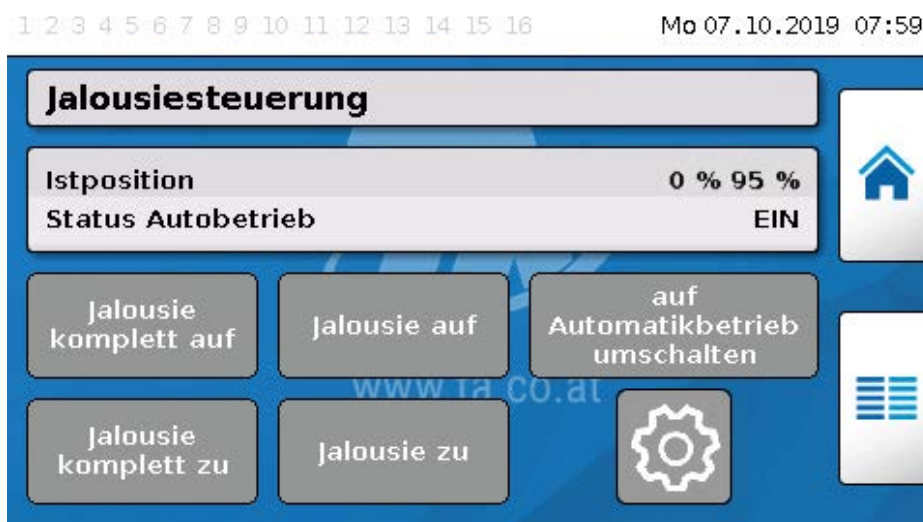 1 2 3 4 5 6 7 8 9 10 11 12 13 14 15 16 Mo 07.10.2019 07:59
Jalousiesteuerung
Istposition 0 % 95 %
Status Autobetrieb EIN
Jalousie
komplett auf
Jalousie auf
auf
Automatikbetrieb
umschalten
www.ta.co.at
Jalousie
komplett zu
Jalousie zu